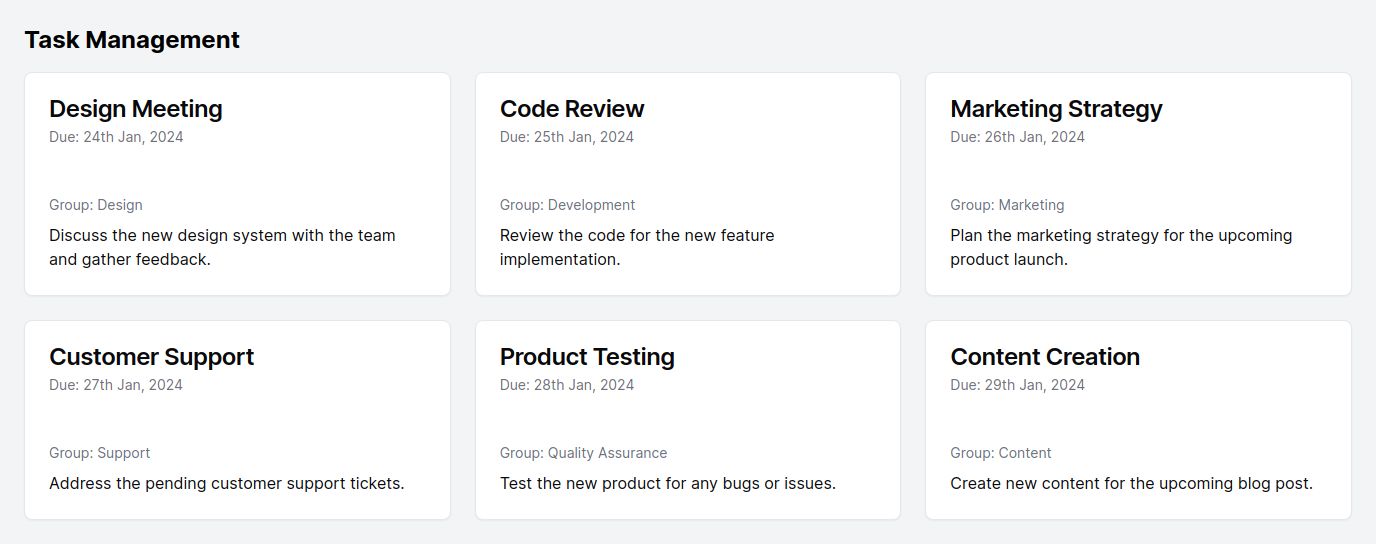 Task Management
Design Meeting
Due: 24th Jan, 2024
Group: Design
Discuss the new design system with the team
and gather feedback.
Code Review
Due: 25th Jan, 2024
Group: Development
Review the code for the new feature
implementation.
Marketing Strategy
Due: 26th Jan, 2024
Group: Marketing
Plan the marketing strategy for the upcoming
product launch.
Customer Support
Due: 27th Jan, 2024
Group: Support
Address the pending customer support tickets.
Product Testing
Due: 28th Jan, 2024
Group: Quality Assurance
Test the new product for any bugs or issues.
Content Creation
Due: 29th Jan, 2024
Group: Content
Create new content for the upcoming blog post.